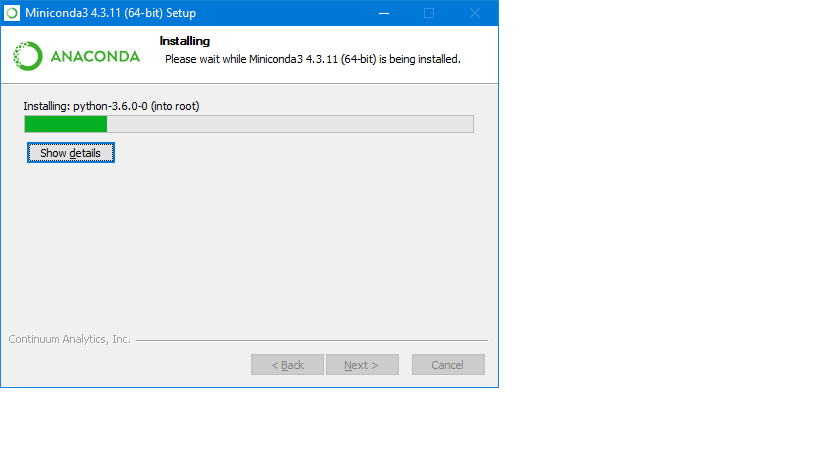 Miniconda3 4.3.11 (64-bit) Setup
ANACONDA
Installing
Please wait while Miniconda3 4.3.11 (64-bit) is being installed.
Installing: python-3.6.0-0 (into root)
Show details
Continuum Analytics, Inc.
< Back Next > Cancel